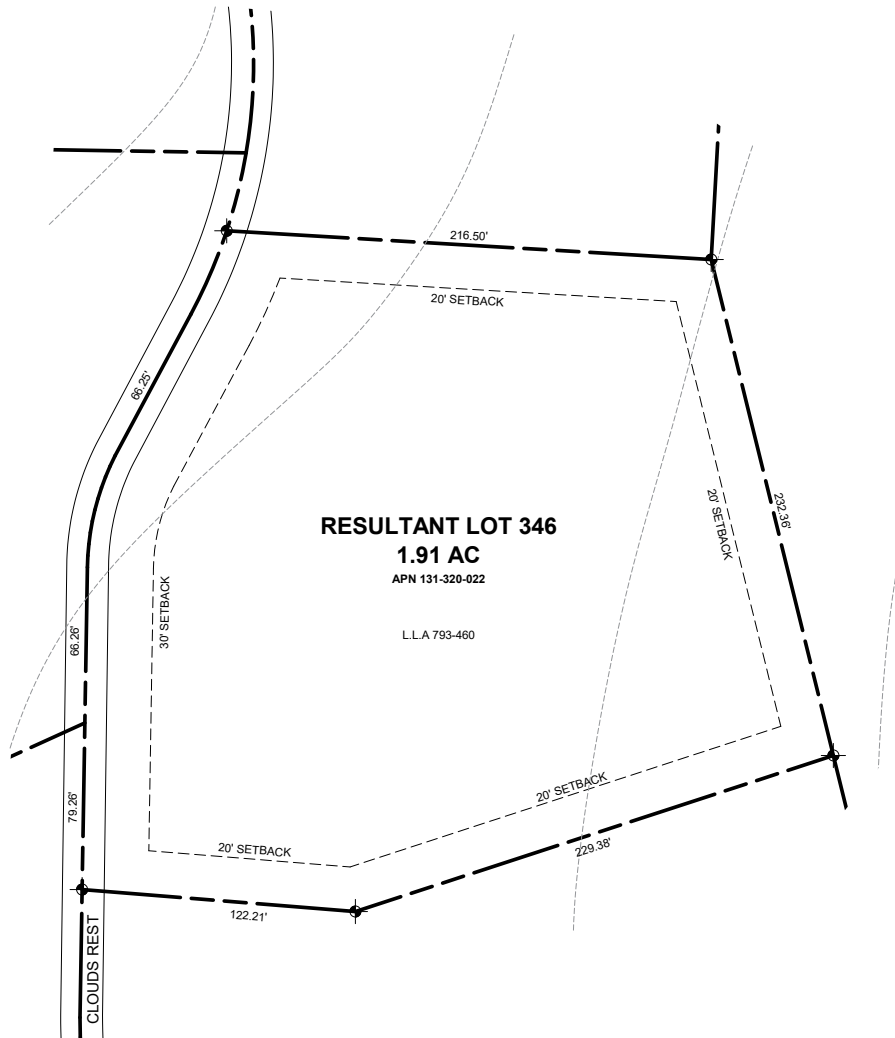 216.50'
20' SETBACK
66.25'
20' SETBACK
232.36'
RESULTANT LOT 346
1.91 AC
APN 131-320-022
L.L.A 793-460
30' SETBACK
66.26'
79.26'
20' SETBACK
20' SETBACK
229.38'
122.21'
CLOUDS REST